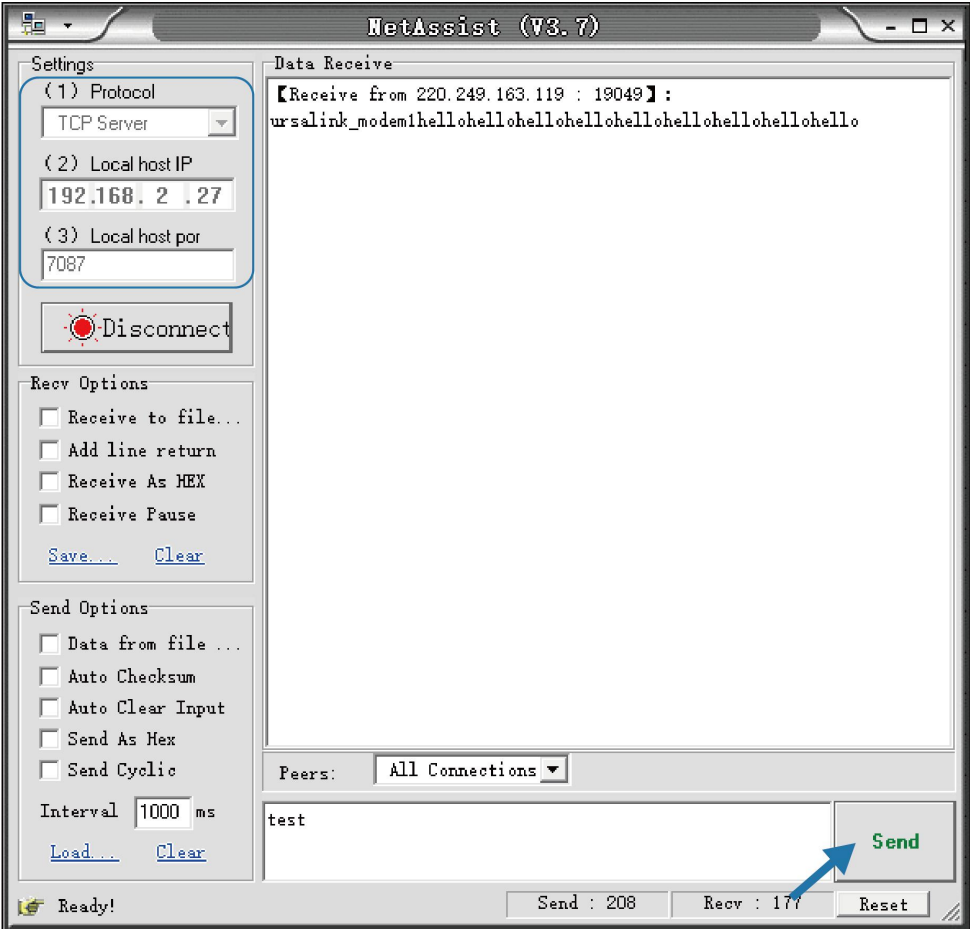 NetAssist (V3.7)
Settings
(1) Protocol
TCP Server
(2) Local host IP
192.168. 2 .27
(3) Local host por
7087
Disconnect
Recv Options
Receive to file...
Add line return
Receive As HEX
Receive Pause
Save... Clear
Send Options
Data from file ...
Auto Checksum
Auto Clear Input
Send As Hex
Send Cyclic
Interval 1000 ms
Load... Clear
Data Receive
【Receive from 220.249.163.119 : 19049】:
ursalink_modem1hellohellohellohellohellohellohellohellohello
Peers: All Connections
test
Send
Ready!
Send : 208
Recv : 177
Reset